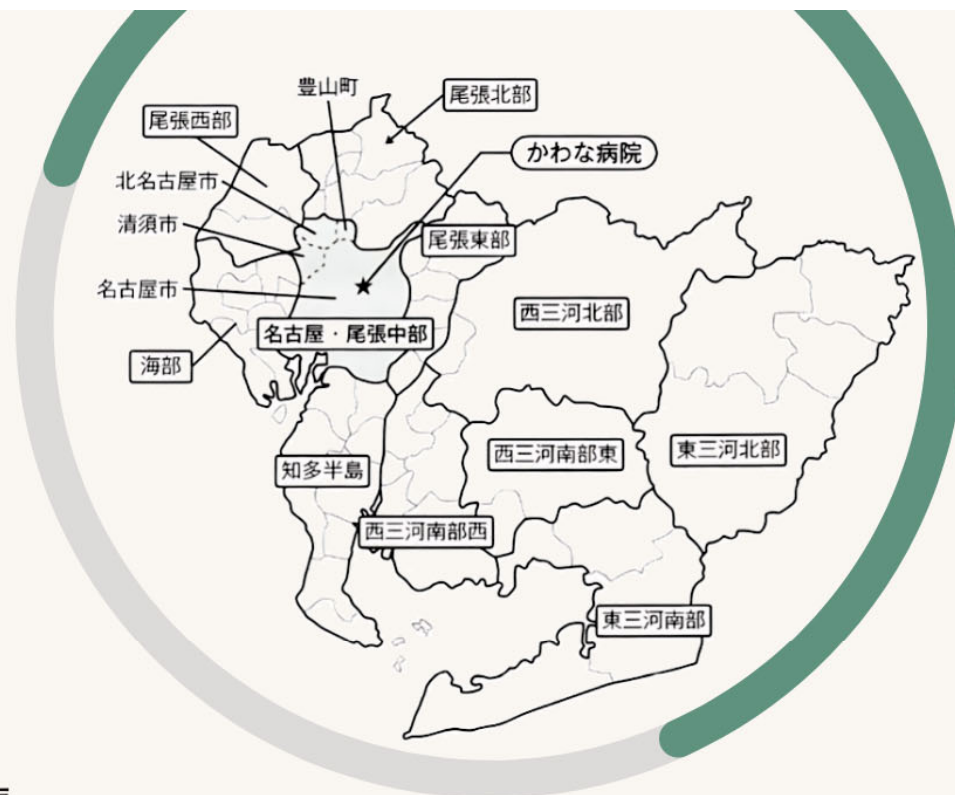 豊山町
尾張北部
尾張西部
かわな病院
北名古屋市
清須市
尾張東部
名古屋市
西三河北部
名古屋・尾張中部
海部
西三河南部東
東三河北部
知多半島
西三河南部西
東三河南部